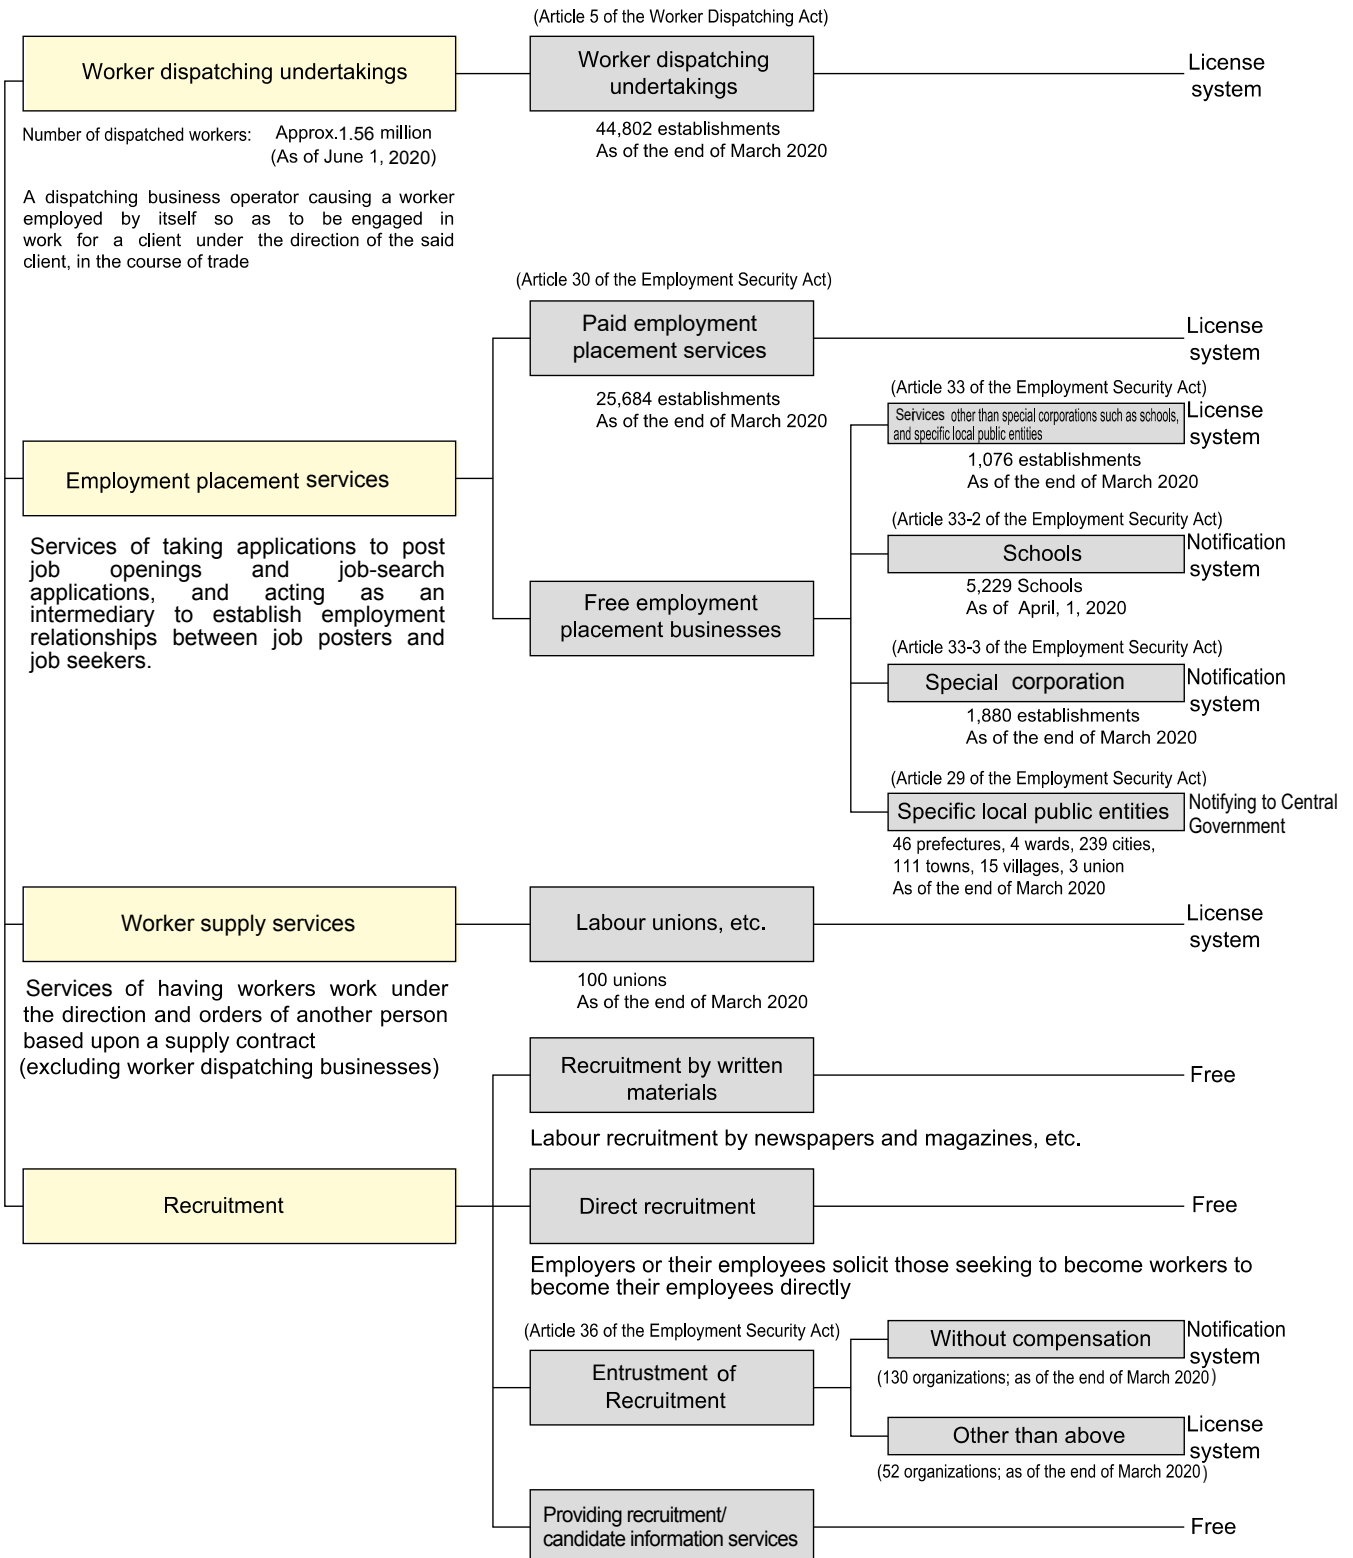 (Article 5 of the Worker Dispatching Act)
Worker dispatching undertakings
Worker dispatching
undertakings
License
system
Number of dispatched workers: Approx.1.56 million
(As of June 1, 2020)
44,802 establishments
As of the end of March 2020
A dispatching business operator causing a worker
employed by itself so as to be engaged in
work for a client under the direction of the said
client, in the course of trade
(Article 30 of the Employment Security Act)
Paid employment
placement services
License
system
25,684 establishments
As of the end of March 2020
(Article 33 of the Employment Security Act)
Services other than special corporations such as schools,
and specific local public entities
License
system
1,076 establishments
As of the end of March 2020
Employment placement services
(Article 33-2 of the Employment Security Act)
Schools
Notification
system
5,229 Schools
As of April, 1, 2020
Services of taking applications to post
job openings and job-search
applications, and acting as an
intermediary to establish employment
relationships between job posters and
job seekers.
Free employment
placement businesses
(Article 33-3 of the Employment Security Act)
Special corporation
Notification
system
1,880 establishments
As of the end of March 2020
(Article 29 of the Employment Security Act)
Specific local public entities
Notifying to Central
Government
46 prefectures, 4 wards, 239 cities,
111 towns, 15 villages, 3 union
As of the end of March 2020
Worker supply services
Labour unions, etc.
License
system
100 unions
As of the end of March 2020
Services of having workers work under
the direction and orders of another person
based upon a supply contract
(excluding worker dispatching businesses)
Recruitment by written
materials
Free
Labour recruitment by newspapers and magazines, etc.
Recruitment
Direct recruitment
Free
Employers or their employees solicit those seeking to become workers to
become their employees directly
(Article 36 of the Employment Security Act)
Entrustment of
Recruitment
Without compensation
Notification
system
(130 organizations; as of the end of March 2020)
Other than above
License
system
(52 organizations; as of the end of March 2020)
Providing recruitment/
candidate information services
Free